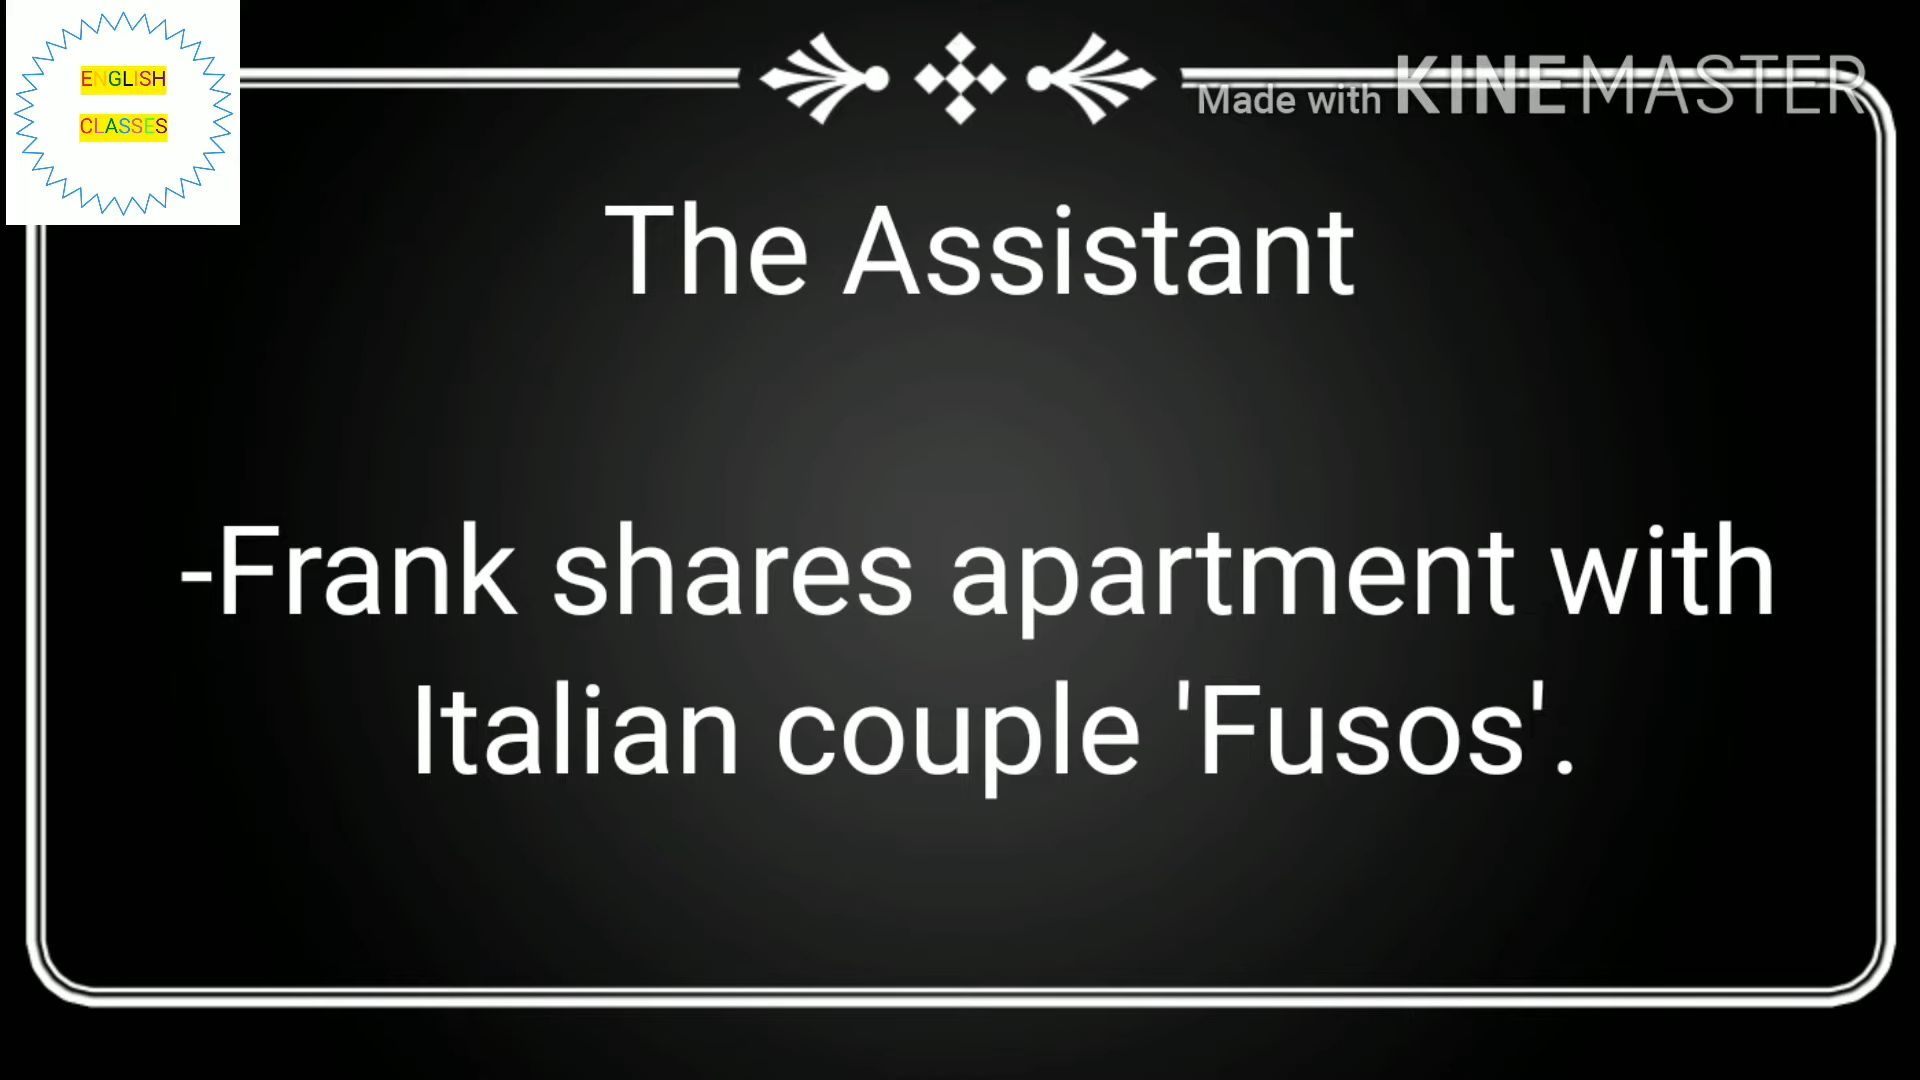 ENGLISH
CLASSES
Made with KINEMASTER
The Assistant
-Frank shares apartment with
Italian couple 'Fusos'.